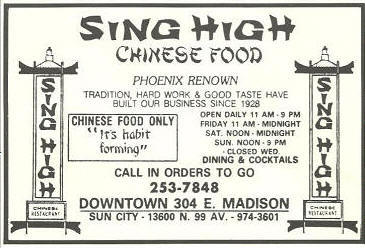 SING HIGH
CHINESE FOOD
PHOENIX RENOWN
TRADITION, HARD WORK & GOOD TASTE HAVE
BUILT OUR BUSINESS SINCE 1928
CHINESE FOOD ONLY
"It's habit
forming"
OPEN DAILY 11 AM - 9 PM
FRIDAY 11 AM - MIDNIGHT
SAT. NOON - MIDNIGHT
SUN. NOON - 9 PM
- CLOSED WED.
DINING & COCKTAILS
CALL IN ORDERS TO GO
253-7848
DOWNTOWN 304 E. MADISON
SUN CITY - 13600 N. 99 AV. - 974-3601
SING HIGH
CHINESE
RESTAURANT
SING HIGH
CHINESE
RESTAURANT